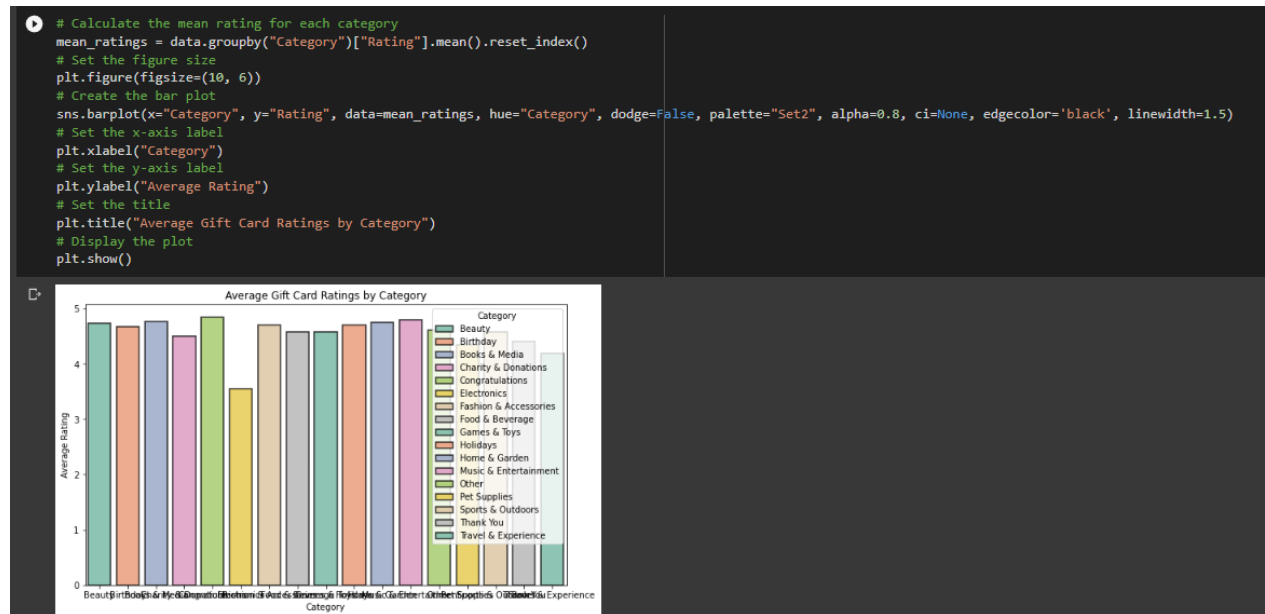 # Calculate the mean rating for each category
mean_ratings = data.groupby("Category")["Rating"].mean().reset_index()
# Set the figure size
plt.figure(figsize=(10, 6))
# Create the bar plot
sns.barplot(x="Category", y="Rating", data=mean_ratings, hue="Category", dodge=False, palette="Set2", alpha=0.8, ci=None, edgecolor='black', linewidth=1.5)
# Set the x-axis label
plt.xlabel("Category")
# Set the y-axis label
plt.ylabel("Average Rating")
# Set the title
plt.title("Average Gift Card Ratings by Category")
# Display the plot
plt.show()
Average Gift Card Ratings by Category
Average Rating
5
4
3
2
1
0
Category
Beauty
Birthday
Books & Media
Charity & Donations
Congratulations
Electronics
Fashion & Accessories
Food & Beverage
Games & Toys
Holidays
Home & Garden
Music & Entertainment
Other
Pet Supplies
Sports & Outdoors
Thank You
Travel & Experience
Beauty
Experience
Category